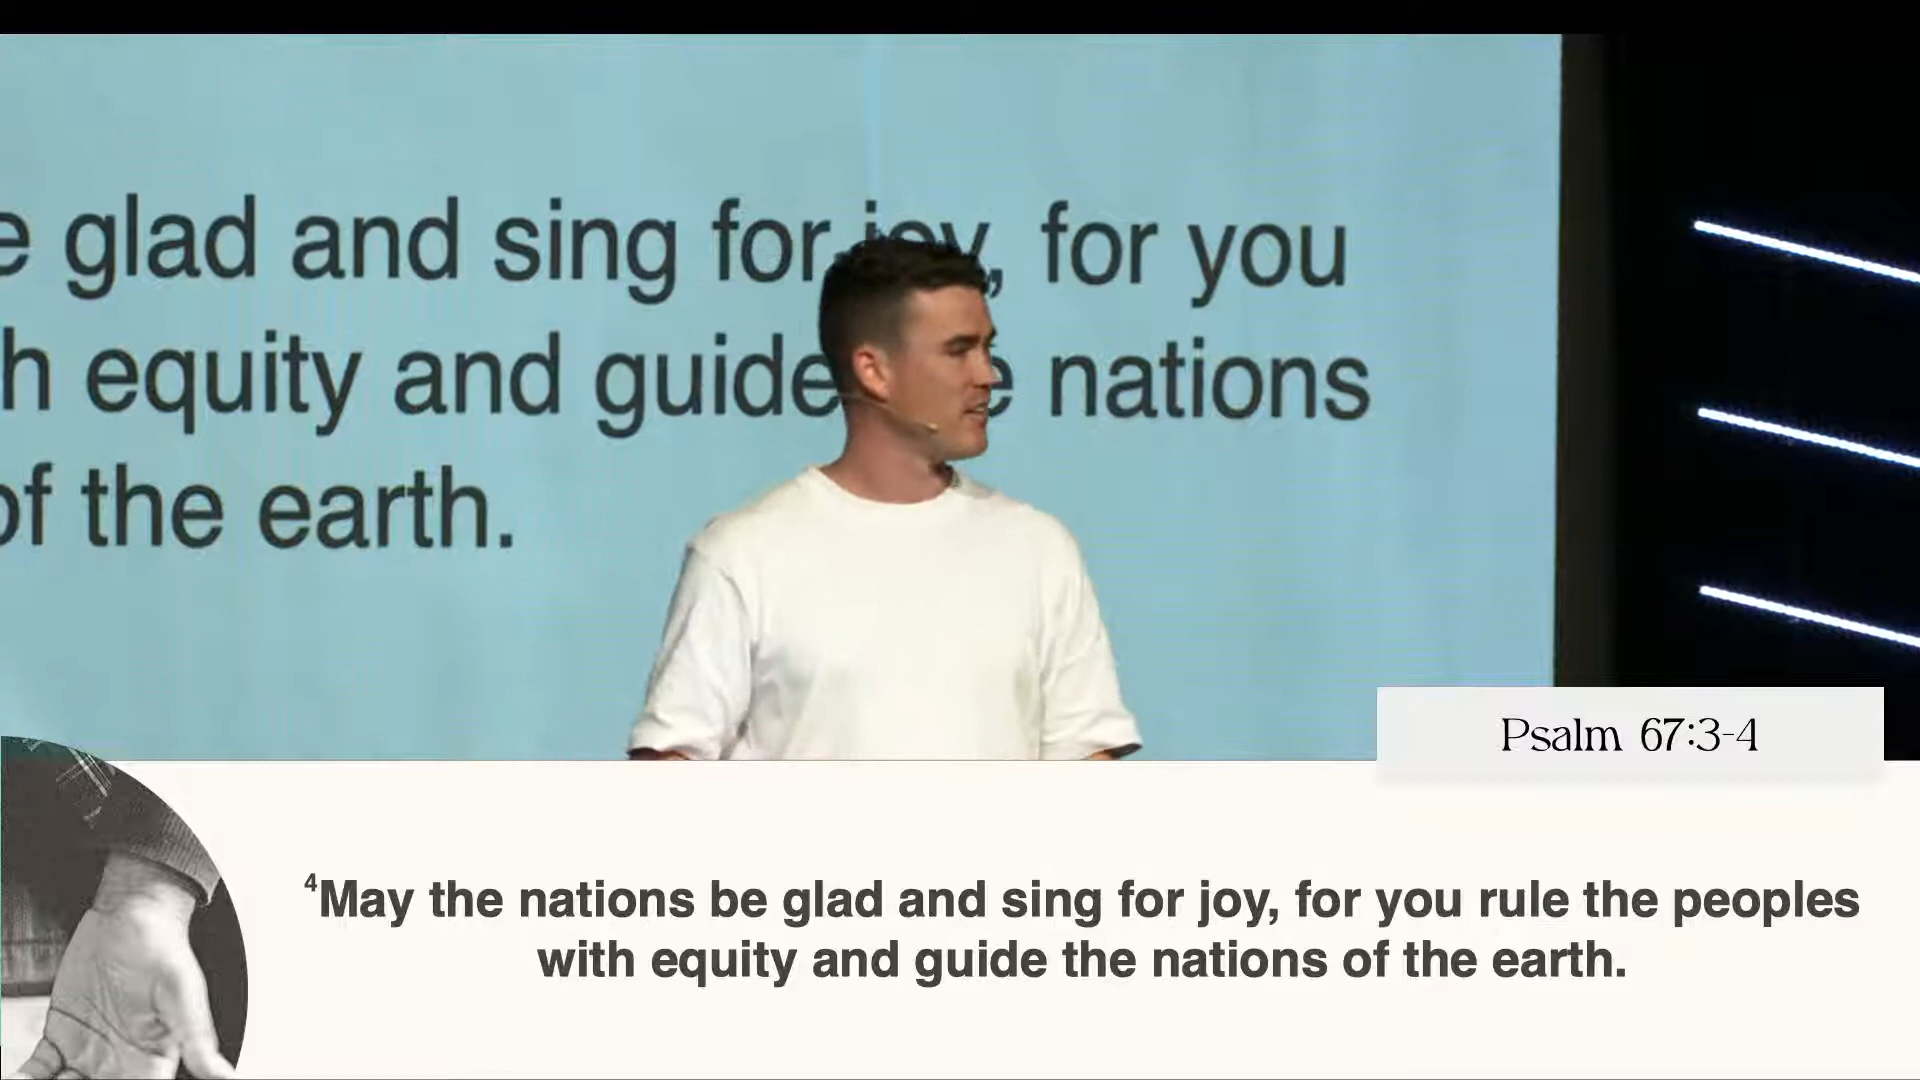 e glad and sing for joy, for you
h equity and guide nations
of the earth.
Psalm 67:3-4
⁴May the nations be glad and sing for joy, for you rule the peoples
with equity and guide the nations of the earth.